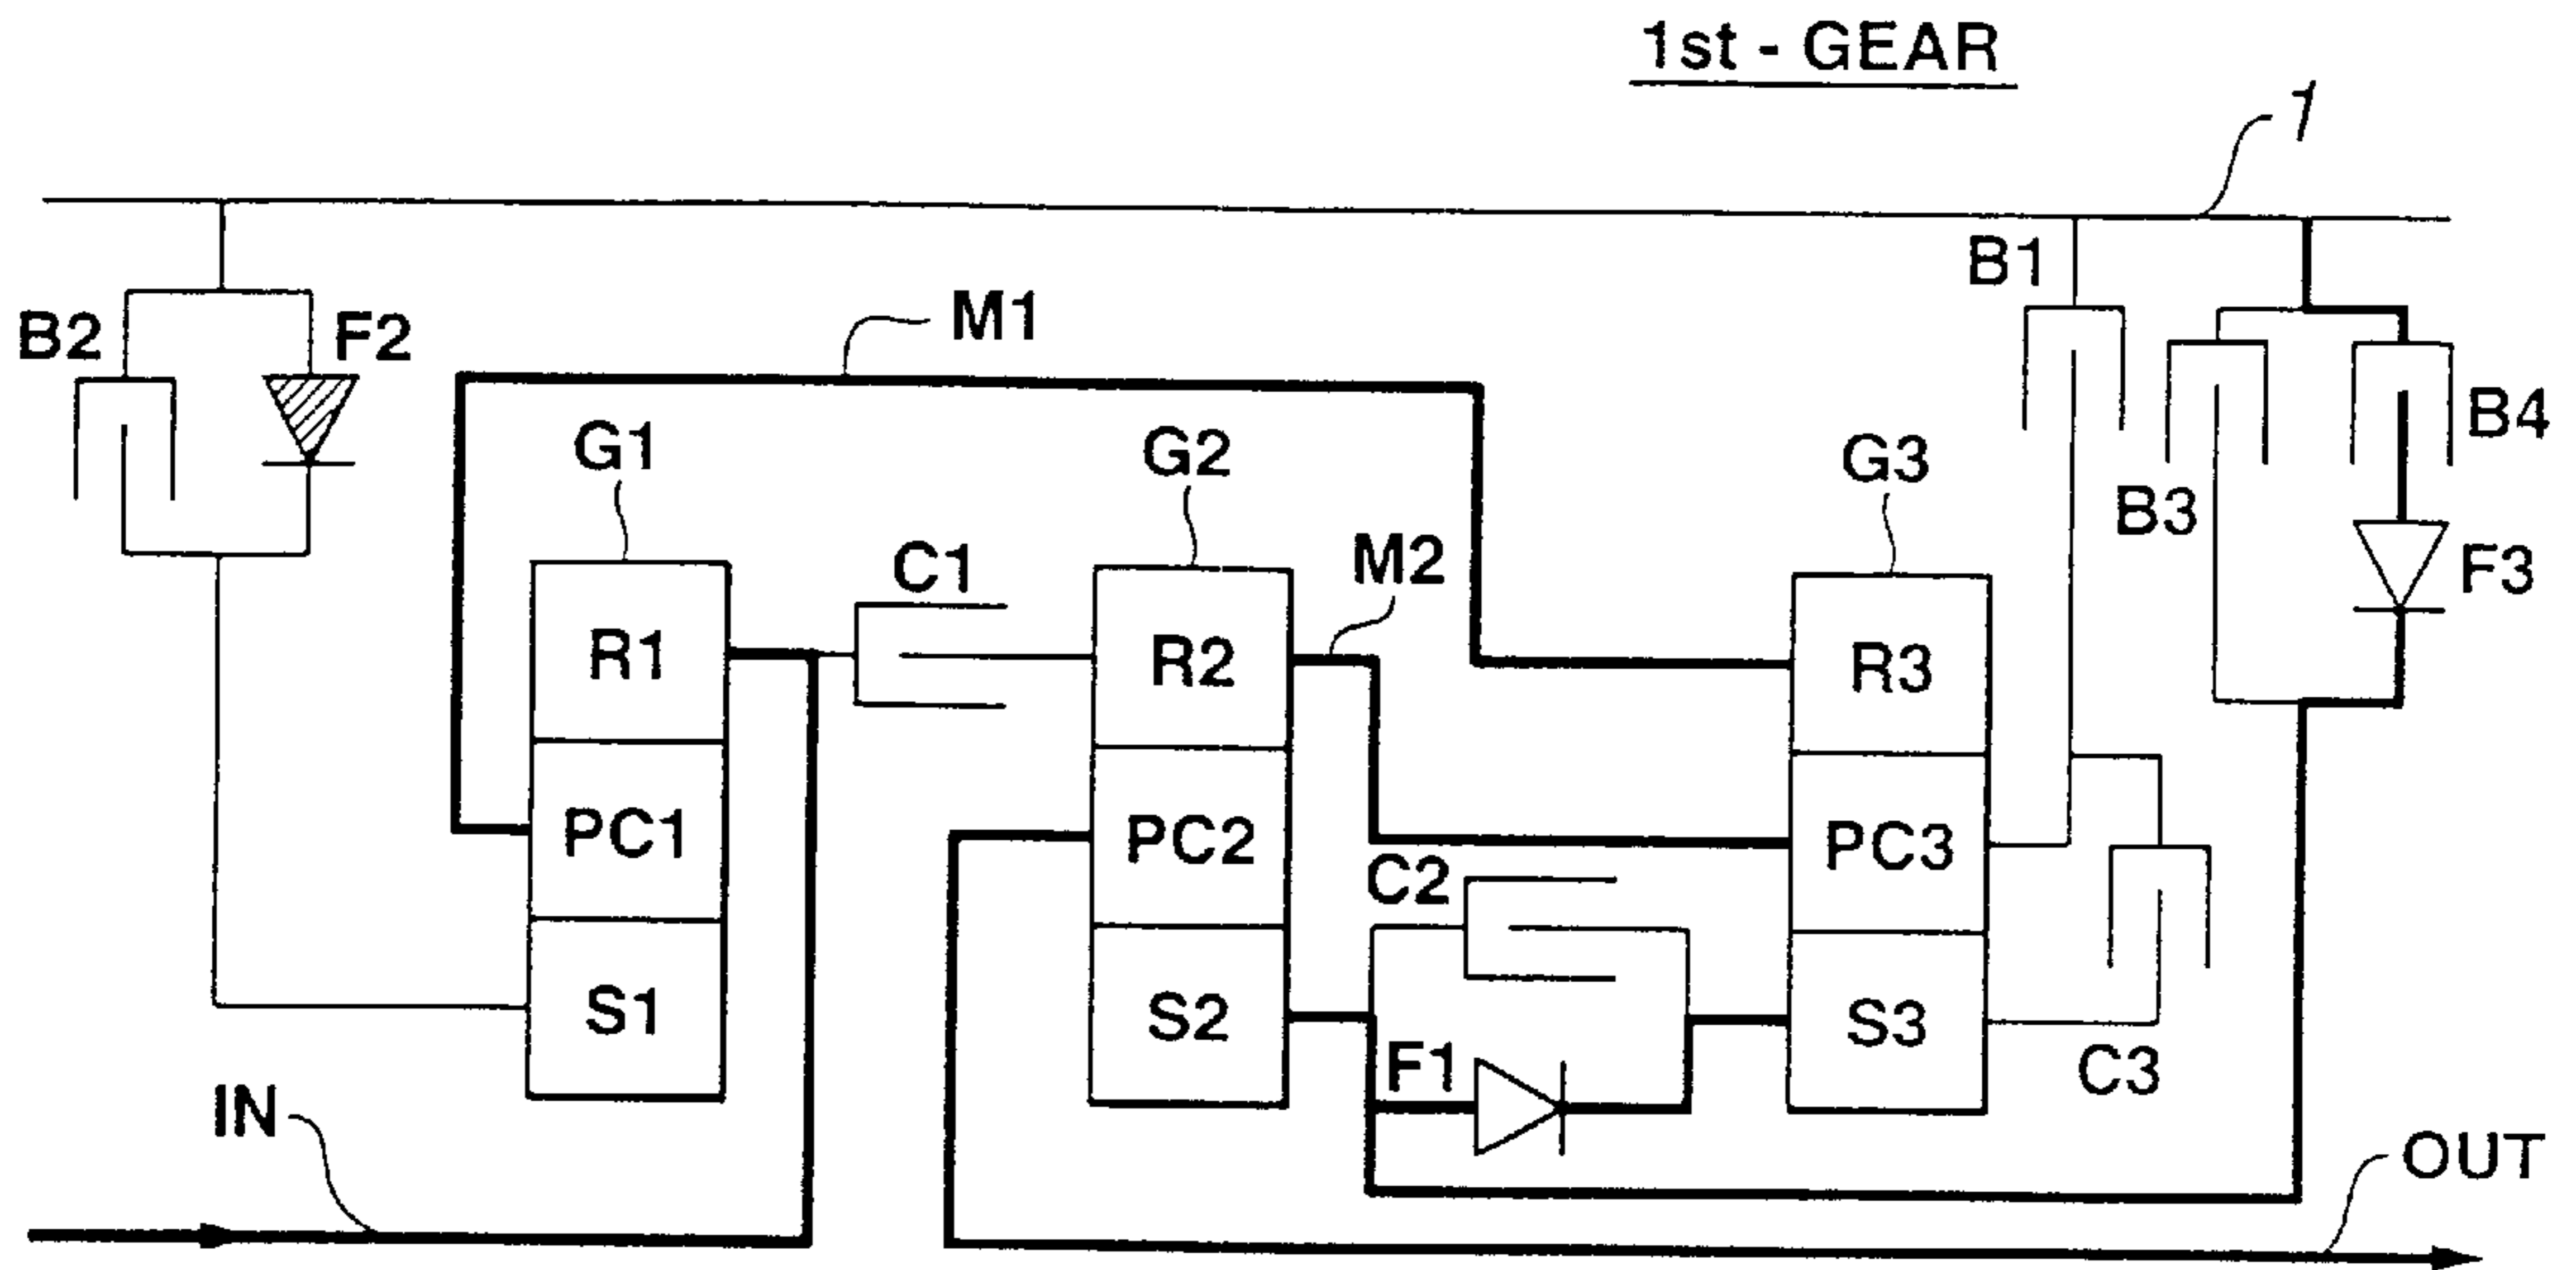 1st - GEAR
1
B1
B2
F2
M1
B4
G1
G2
G3
B3
C1
M2
F3
R1
R2
R3
PC1
PC2
PC3
C2
S1
S2
S3
F1
C3
IN
OUT